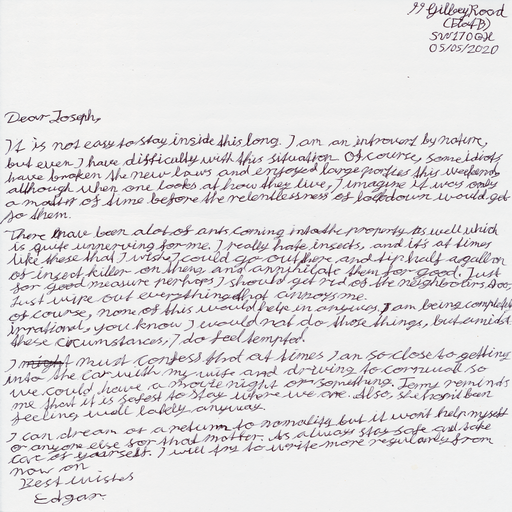 99 Gilbey Road
(Flat B)
SW170QH
05/05/2020
Dear Joseph,
It is not easy to stay inside this long. I am an introvert by nature,
but even I have difficulty with this situation. Of course, some idiots
have broken the new laws and enjoyed large parties this weekend,
although when one looks at how they live, I imagine it was only
a matter of time before the relentlessness of lockdown would get
to them.
There have been alot of ants coming into the property as well which
is quite unnerving for me. I really hate insects, and it's at times
like these that I wish I could go out there, and tip half a gallon
of insect killer on them, and annihilate them for good. Just
for good measure perhaps I should get rid of the neighbours too,
Just wipe out everything that annoys me.
Of course, none of this would help in anyway. I am being completely
irrational, you know I would not do those things, but amidst
these circumstances, I do feel tempted.
I might must confess that at times I am so close to getting
into the car with my wife and driving to cornwall so
we could have a movie night or something. Jenny reminds
me that it is safest to stay where we are. Also, she hasn't been
feeling well lately anyway.
I can dream of a return to normality but it wont help myself
or anyone else for that matter. As always stay safe and take
care of yourself. I will try to write more regularly from
now on
Best wishes
Edgar.